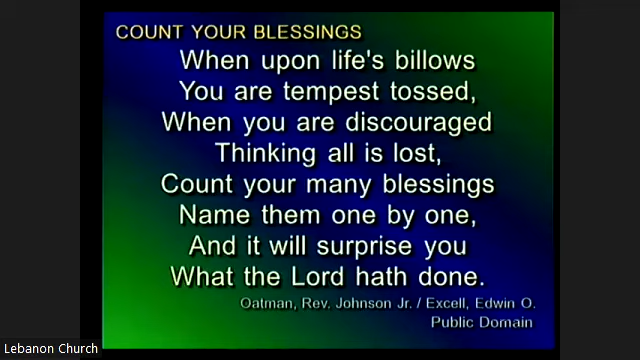 COUNT YOUR BLESSINGS
When upon life's billows
You are tempest tossed,
When you are discouraged
Thinking all is lost,
Count your many blessings
Name them one by one,
And it will surprise you
What the Lord hath done.
Oatman, Rev. Johnson Jr. / Excell, Edwin O.
Public Domain
Lebanon Church